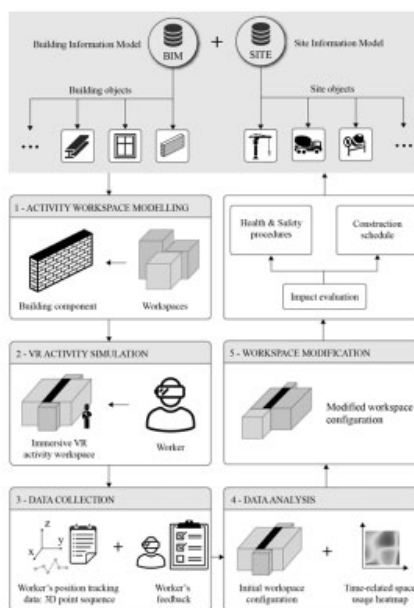 Building Information Model
BIM
+
SITE
Site Information Model
Building objects
Site objects
...
...
1 - ACTIVITY WORKSPACE MODELLING
Building component
Workspaces
Health & Safety
procedures
Construction
schedule
Impact evaluation
2 - VR ACTIVITY SIMULATION
Immersive VR
activity workspace
Worker
5 - WORKSPACE MODIFICATION
Modified workspace
configuration
3 - DATA COLLECTION
z
y
x
+
Worker's position tracking
data: 3D point sequence
Worker's
feedback
4 - DATA ANALYSIS
+
Initial workspace
configuration
Time-related space
usage heatmap